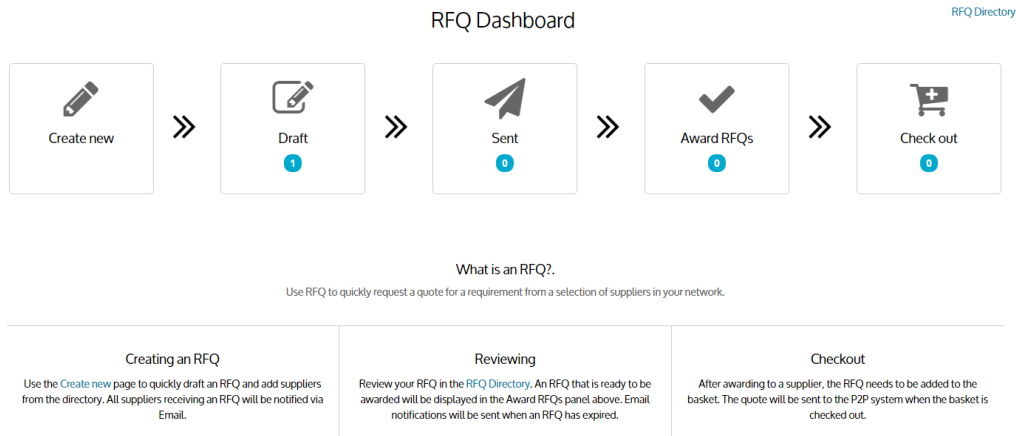 RFQ Dashboard
RFQ Directory
Create new
Draft
1
Sent
0
Award RFQs
0
Check out
0
What is an RFQ?.
Use RFQ to quickly request a quote for a requirement from a selection of suppliers in your network.
Creating an RFQ
Use the Create new page to quickly draft an RFQ and add suppliers
from the directory. All suppliers receiving an RFQ will be notified via
Email.
Reviewing
Review your RFQ in the RFQ Directory. An RFQ that is ready to be
awarded will be displayed in the Award RFQs panel above. Email
notifications will be sent when an RFQ has expired.
Checkout
After awarding to a supplier, the RFQ needs to be added to the
basket. The quote will be sent to the P2P system when the basket is
checked out.